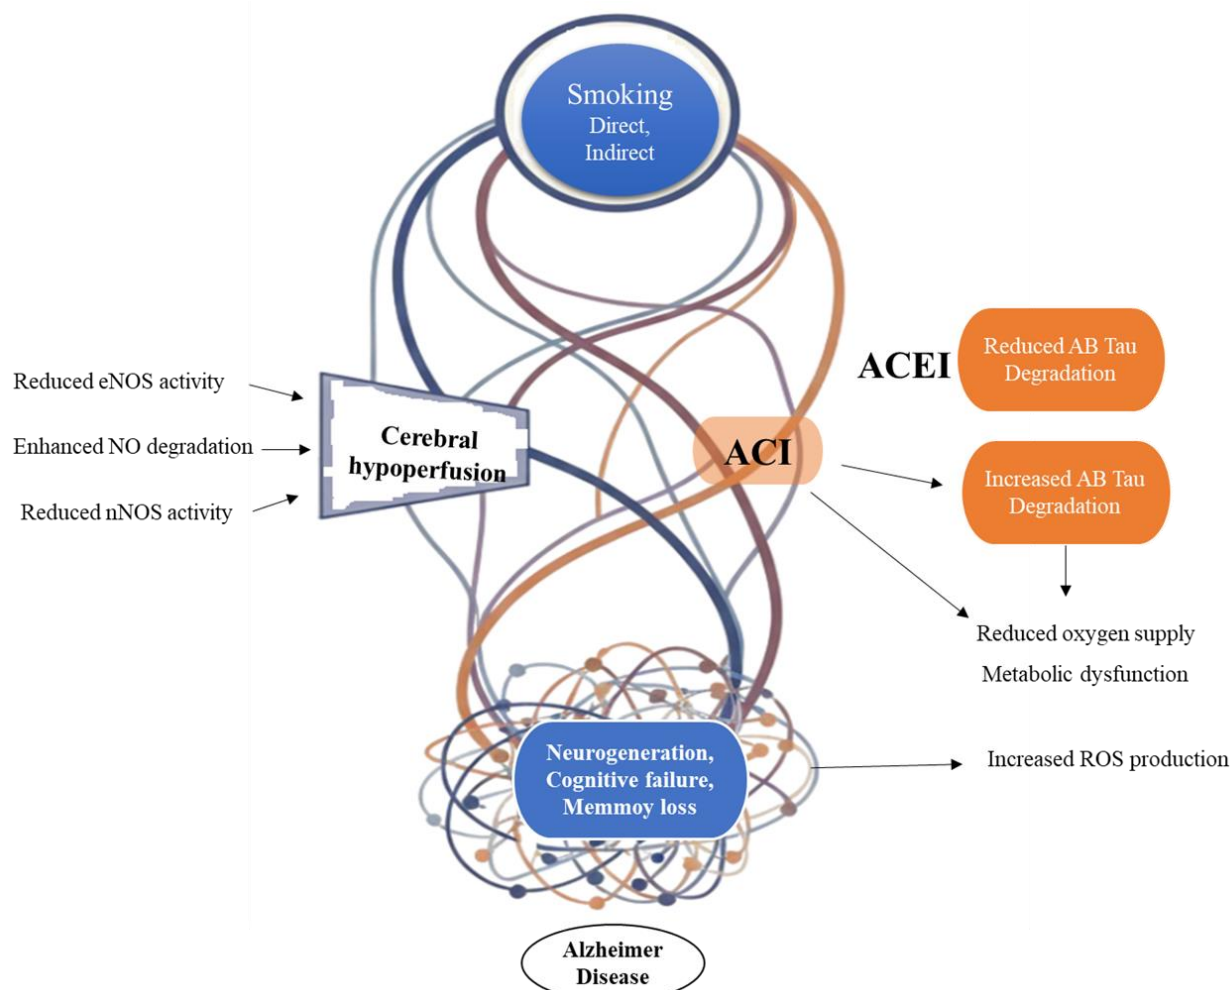 Smoking
Direct,
Indirect
Reduced eNOS activity
Enhanced NO degradation
Reduced nNOS activity
Cerebral
hypoperfusion
ACI
ACEI
Reduced AB Tau
Degradation
Increased AB Tau
Degradation
Reduced oxygen supply
Metabolic dysfunction
Increased ROS production
Neurogeneration,
Cognitive failure,
Memmoy loss
Alzheimer
Disease